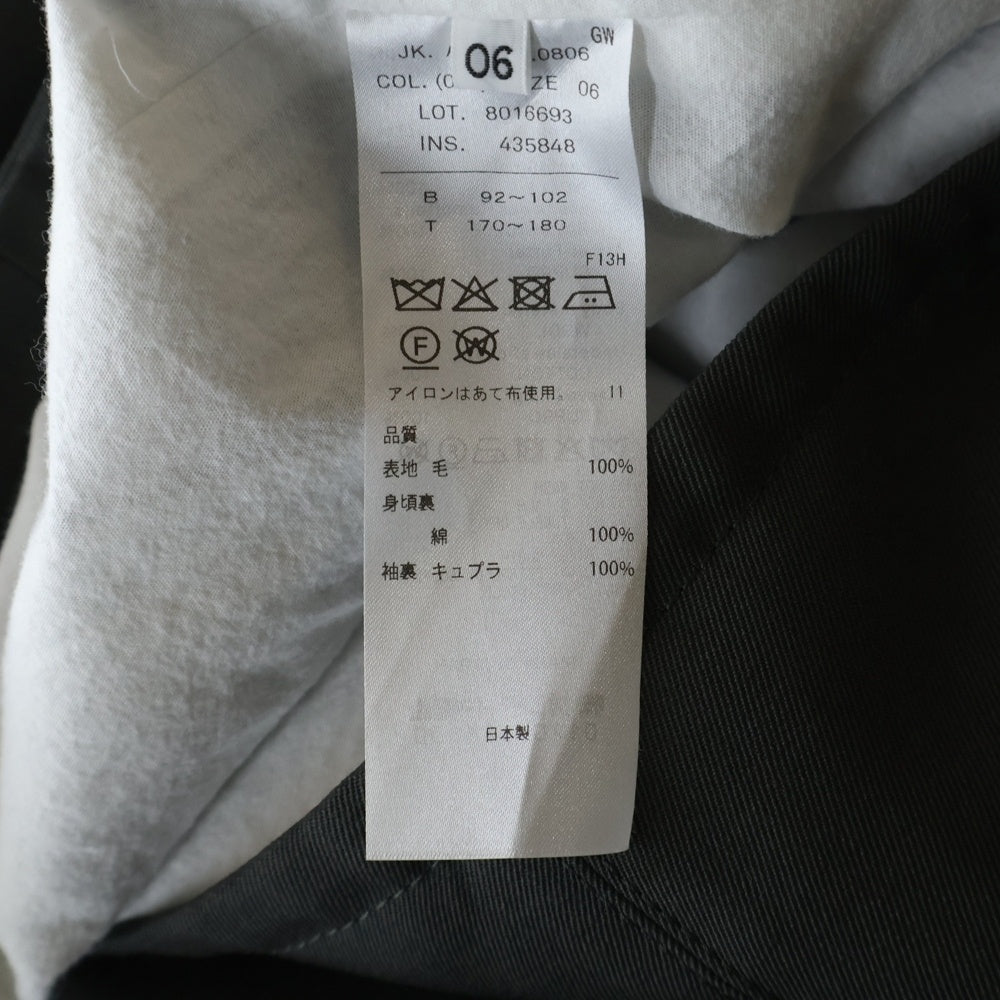 GW
JK. 06 .0806
COL. ZE 06
LOT. 8016693
INS. 435848
B 92～102
T 170～180
F13H
F
W
アイロンはあて布使用。 11
品質
表地 毛 100%
身頃裏
綿 100%
袖裏 キュプラ 100%
日本製